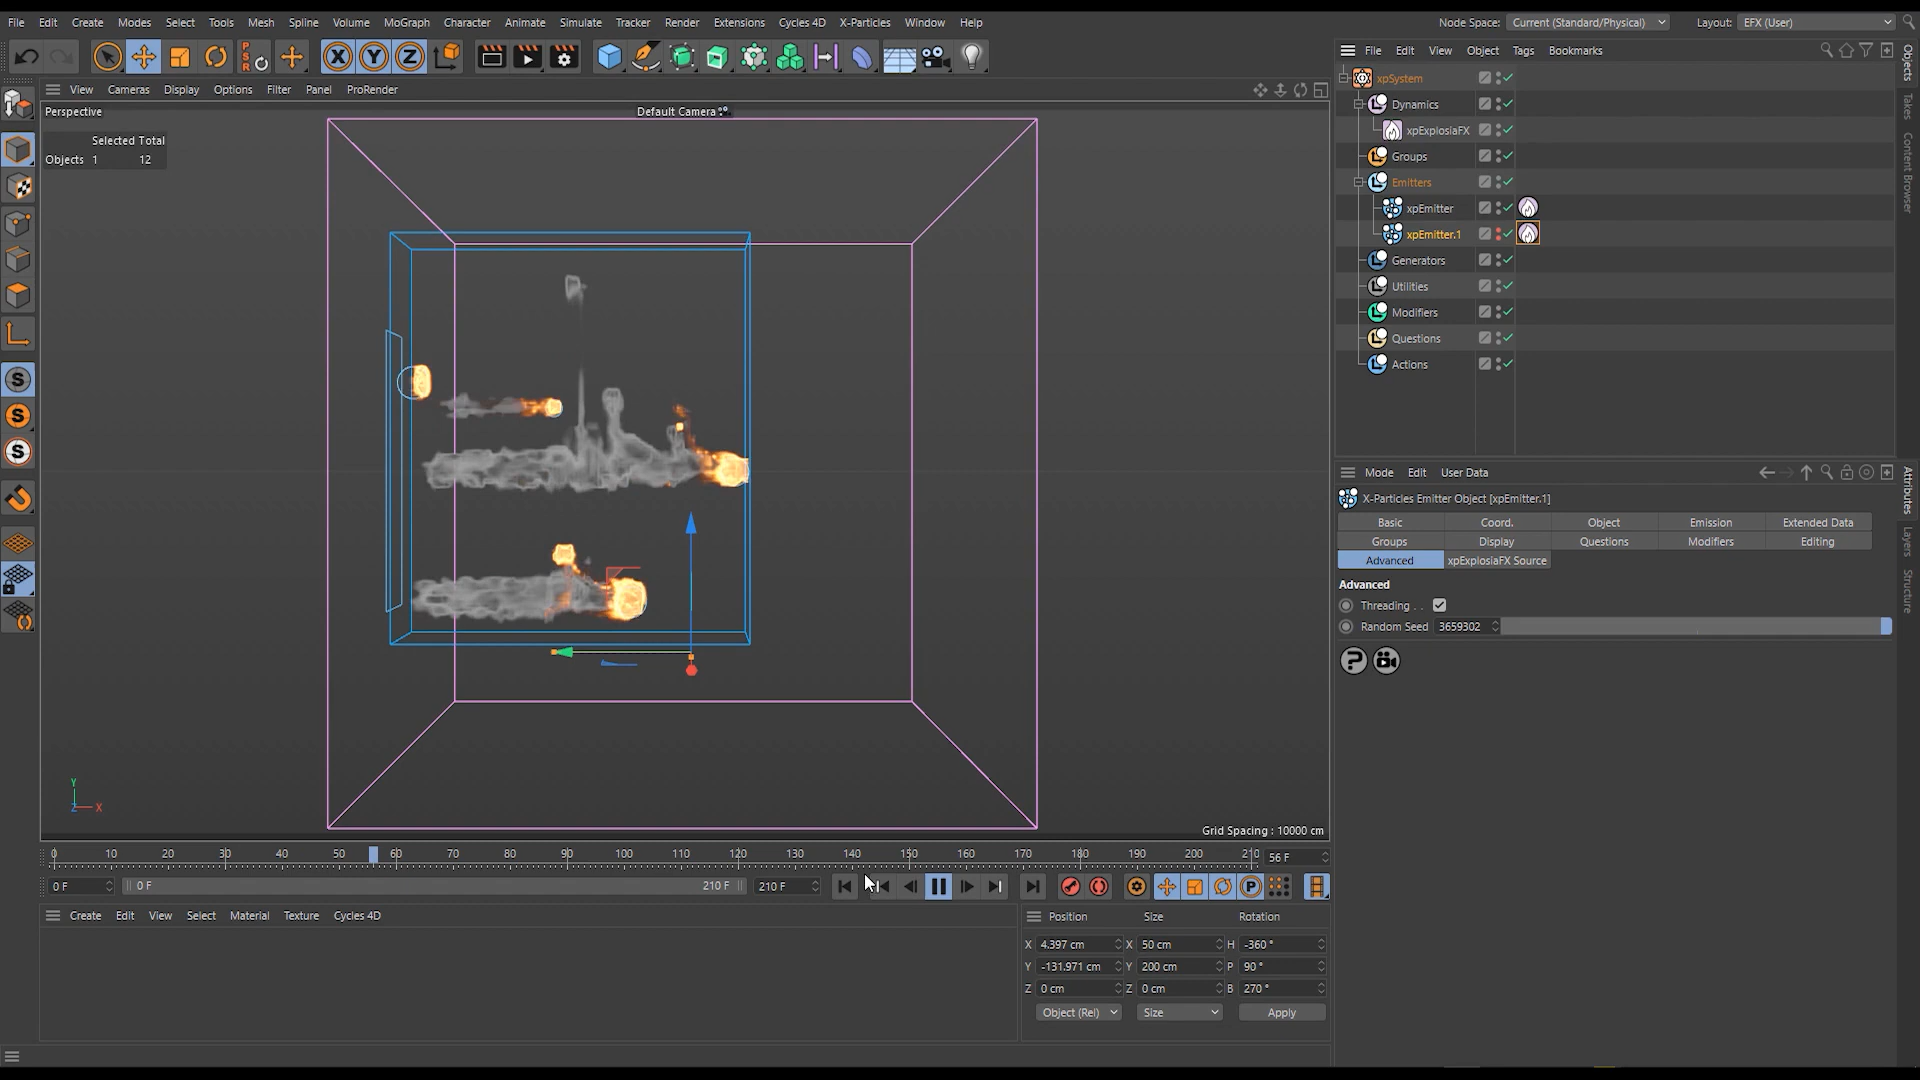 File Edit Create Modes Select Tools Mesh Spline Volume MoGraph Character Animate Simulate Tracker Render Extensions Cycles 4D X-Particles Window Help Node Space: Current (Standard/Physical) Layout: EFX (User)
PSR X Y Z
File Edit View Object Tags Bookmarks
View Cameras Display Options Filter Panel ProRender
Perspective Default Camera
Selected Total
Objects 1 12
xpSystem
Dynamics
xpExplosiaFX
Groups
Emitters
xpEmitter
xpEmitter.1
Generators
Utilities
Modifiers
Questions
Actions
Objects
Takes
Content Browser
Mode Edit User Data
X-Particles Emitter Object [xpEmitter.1]
Basic Coord. Object Emission Extended Data
Groups Display Questions Modifiers Editing
Advanced xpExplosiaFX Source
Advanced
Threading . .
Random Seed 3659302
Attributes
Layers
Structure
Y
Z X
Grid Spacing : 10000 cm
0 10 20 30 40 50 60 70 80 90 100 110 120 130 140 150 160 170 180 190 200 210 56 F
0 F 0 F 210 F 210 F P
Create Edit View Select Material Texture Cycles 4D
Position Size Rotation
X 4.397 cm X 50 cm H -360 °
Y -131.971 cm Y 200 cm P 90 °
Z 0 cm Z 0 cm B 270 °
Object (Rel) Size Apply